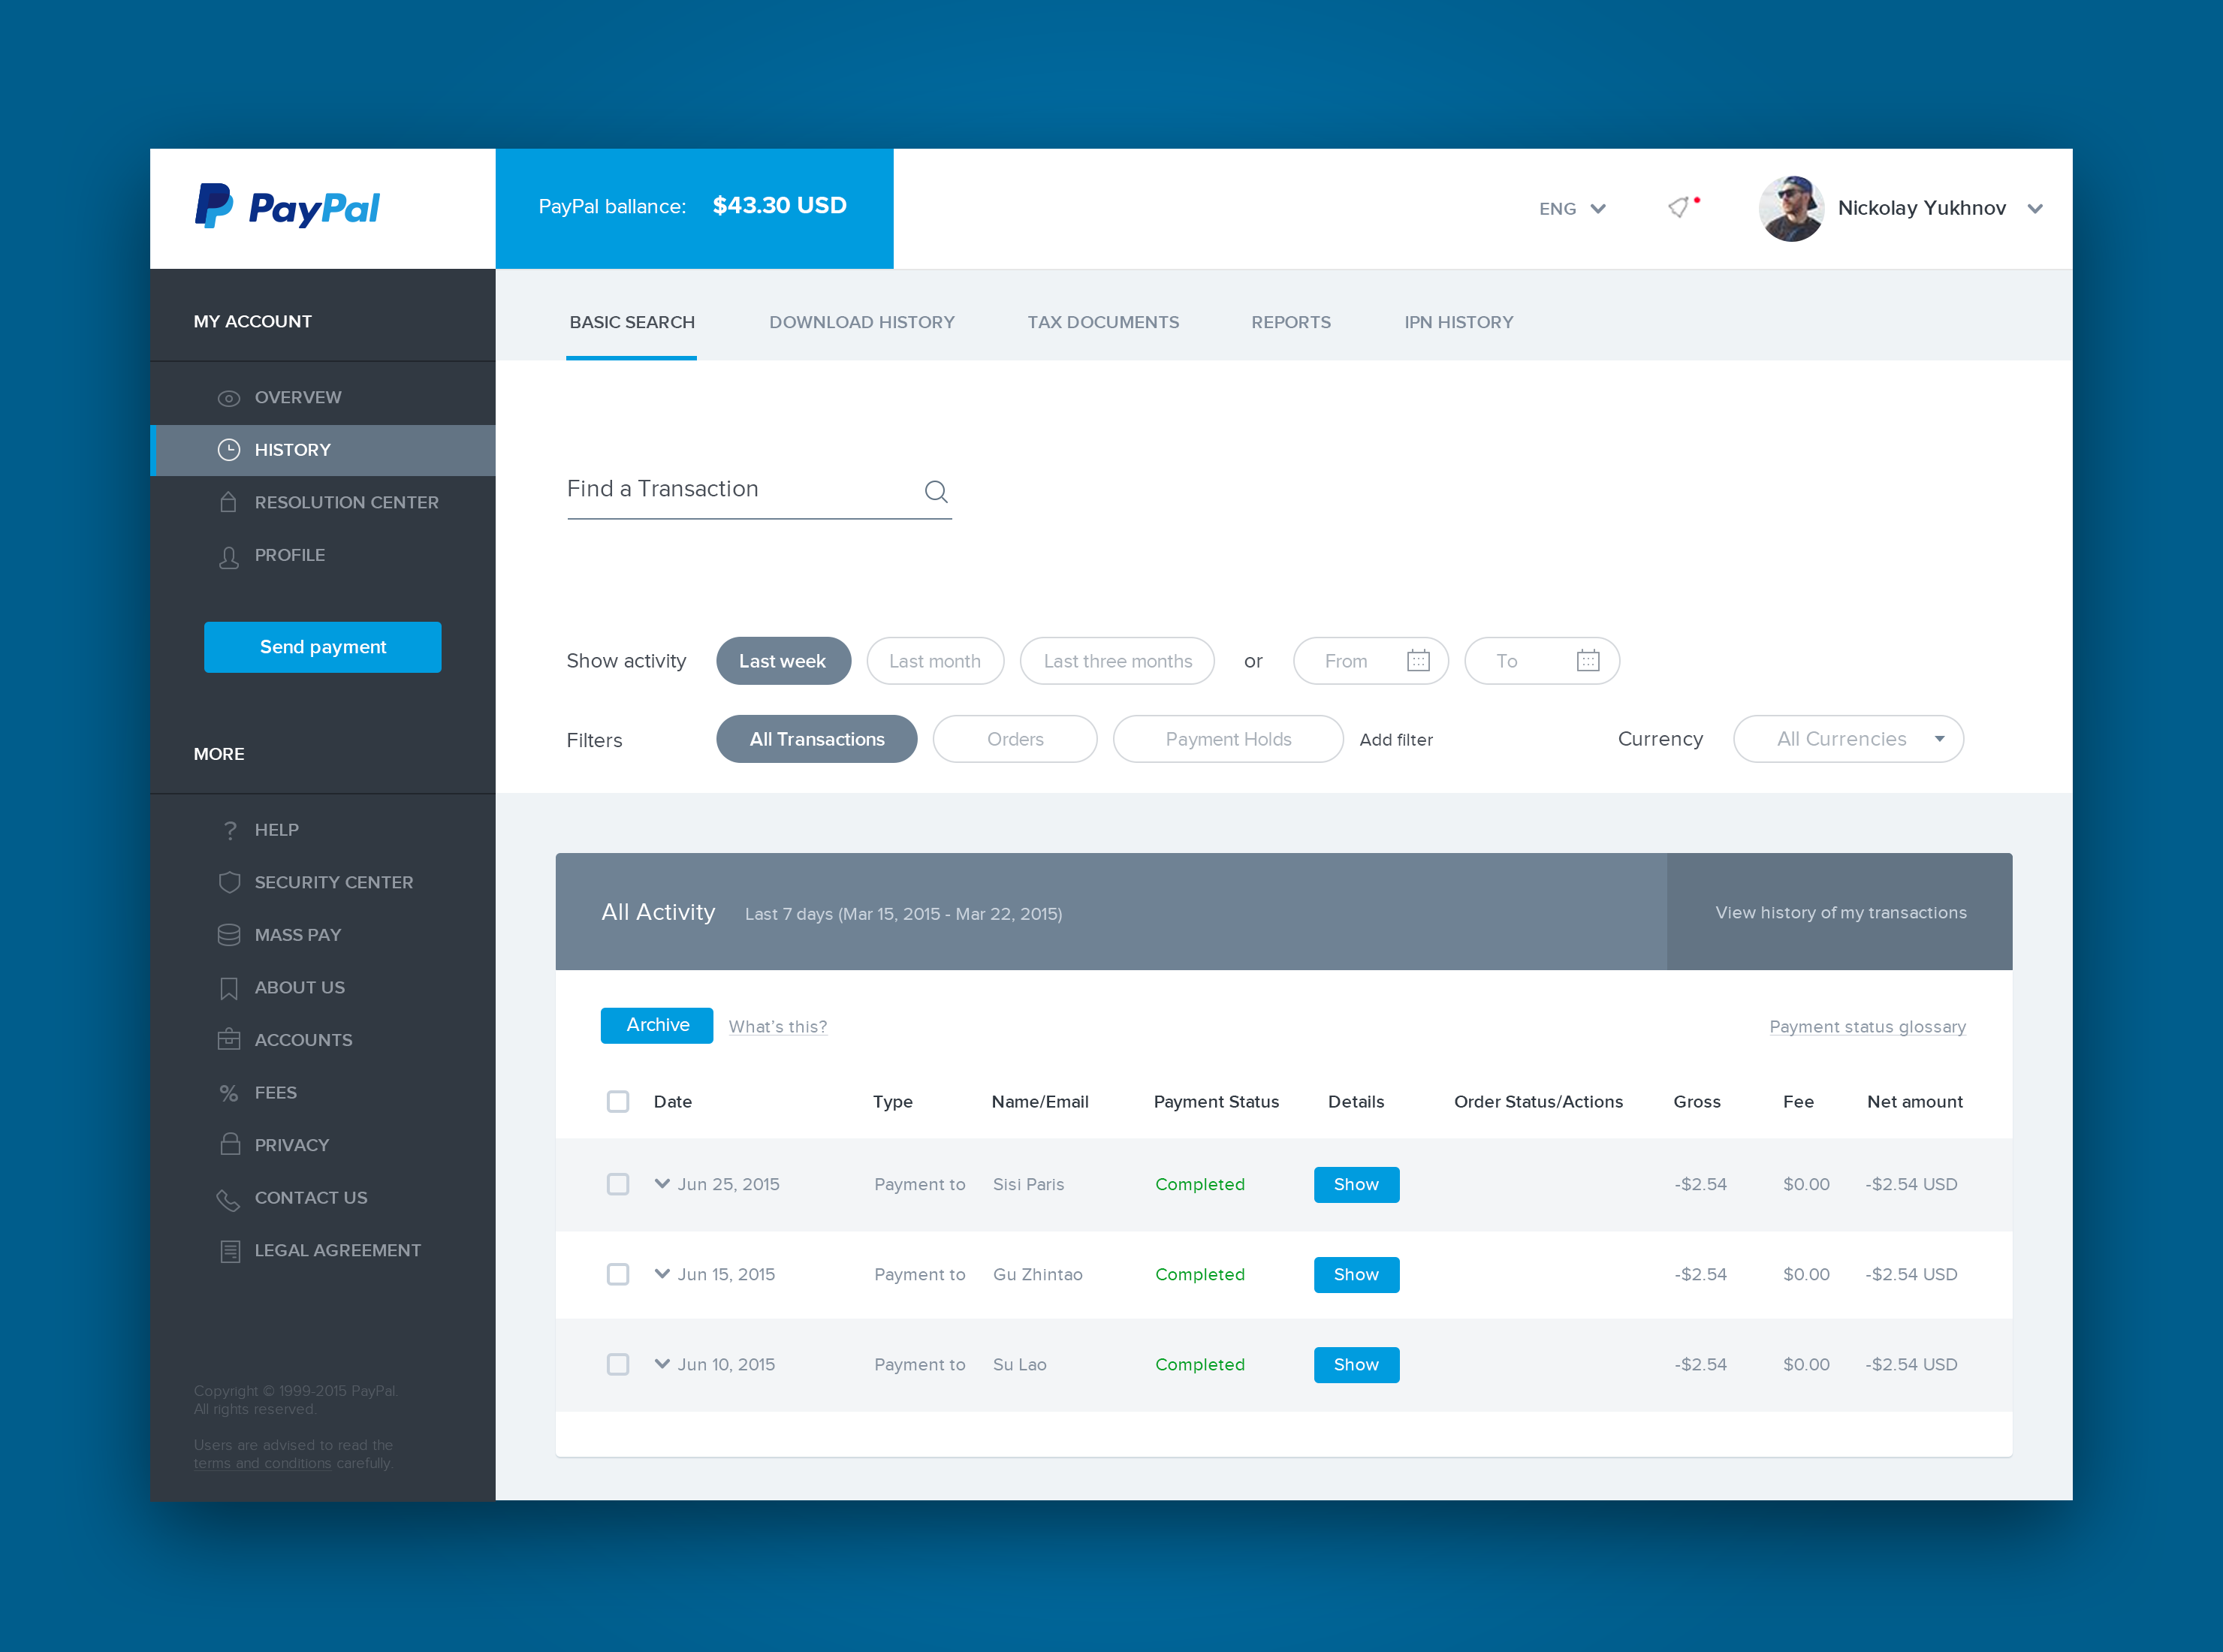 PayPal
PayPal ballance: $43.30 USD
ENG
Nickolay Yukhnov
MY ACCOUNT
OVERVEW
HISTORY
RESOLUTION CENTER
PROFILE
Send payment
MORE
HELP
SECURITY CENTER
MASS PAY
ABOUT US
ACCOUNTS
FEES
PRIVACY
CONTACT US
LEGAL AGREEMENT
Copyright © 1999-2015 PayPal.
All rights reserved.
Users are advised to read the
terms and conditions carefully.
BASIC SEARCH DOWNLOAD HISTORY TAX DOCUMENTS REPORTS IPN HISTORY
Find a Transaction
Show activity Last week Last month Last three months or From To
Filters All Transactions Orders Payment Holds Add filter Currency All Currencies
All Activity Last 7 days (Mar 15, 2015 - Mar 22, 2015) View history of my transactions
Archive What's this? Payment status glossary
Date Type Name/Email Payment Status Details Order Status/Actions Gross Fee Net amount
Jun 25, 2015 Payment to Sisi Paris Completed Show -$2.54 $0.00 -$2.54 USD
Jun 15, 2015 Payment to Gu Zhintao Completed Show -$2.54 $0.00 -$2.54 USD
Jun 10, 2015 Payment to Su Lao Completed Show -$2.54 $0.00 -$2.54 USD